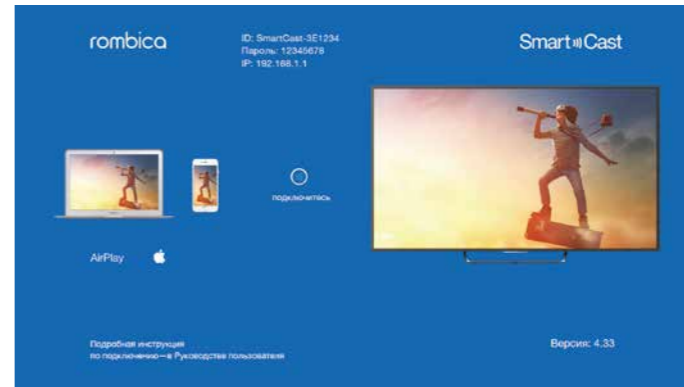 rombica
ID: SmartCast-3E1234
Пароль: 12345678
IP: 192.168.1.1
Smart Cast
подключитесь
AirPlay
Подробная инструкция
по подключению—в Руководстве пользователя
Версия: 4.33